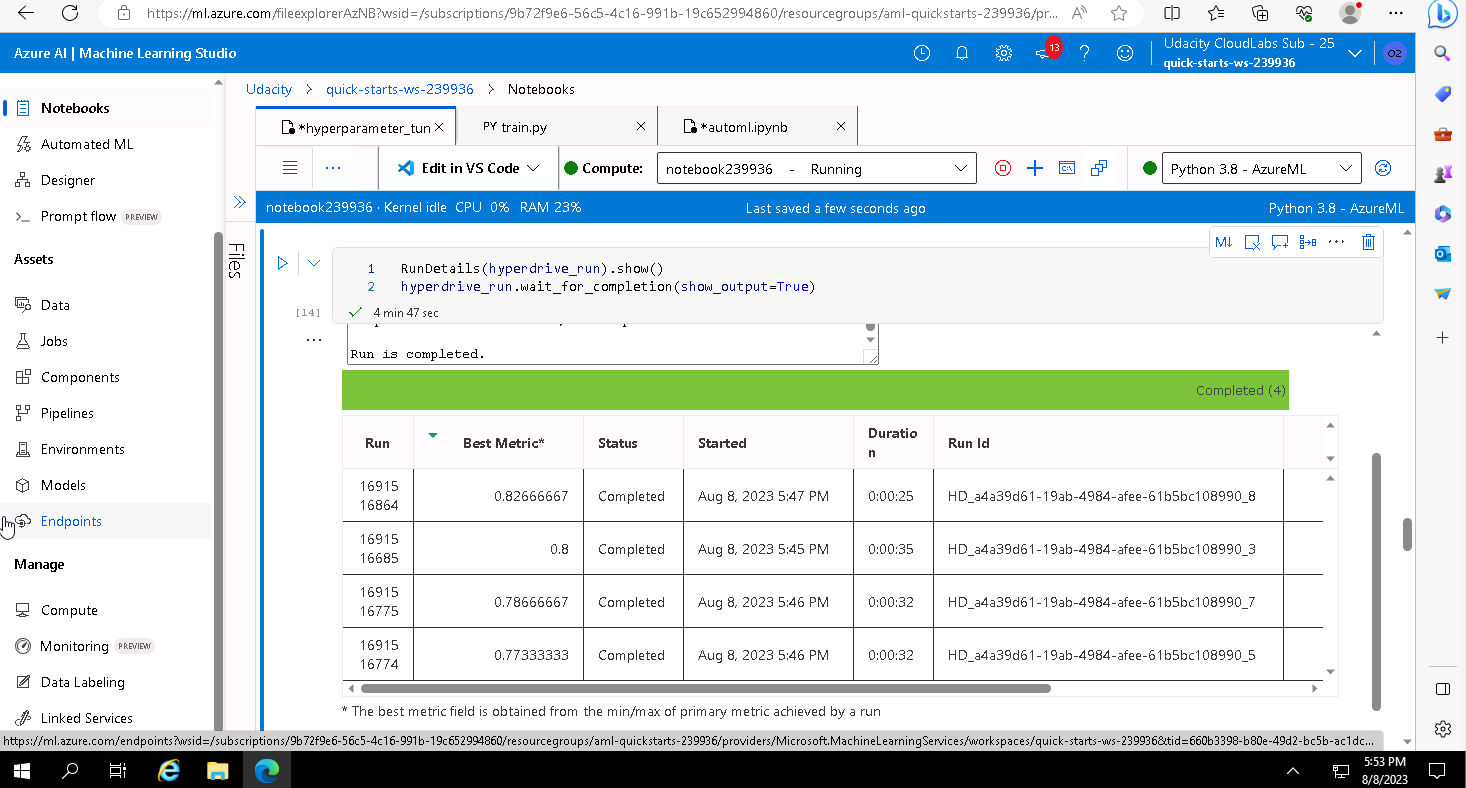 https://ml.azure.com/fileexplorerAzNB?wsid=/subscriptions/9b72f9e6-56c5-4c16-991b-19c652994860/resourcegroups/aml-quickstarts-239936/pr...
Azure AI | Machine Learning Studio
13
Udacity CloudLabs Sub - 25
quick-starts-ws-239936
O2
Notebooks
Automated ML
Designer
Prompt flow PREVIEW
Assets
Data
Jobs
Components
Pipelines
Environments
Models
Endpoints
Manage
Compute
Monitoring PREVIEW
Data Labeling
Linked Services
Udacity > quick-starts-ws-239936 > Notebooks
*hyperparameter_tun
PY train.py
*automl.ipynb
Edit in VS Code
Compute:
notebook239936 - Running
Python 3.8 - AzureML
notebook239936 · Kernel idle CPU 0% RAM 23%
Last saved a few seconds ago
Python 3.8 - AzureML
Files
M↓
1 RunDetails(hyperdrive_run).show()
2 hyperdrive_run.wait_for_completion(show_output=True)
[14]
4 min 47 sec
Run is completed.
Completed (4)
Run Best Metric* Status Started Duration Run Id
1691516864 0.82666667 Completed Aug 8, 2023 5:47 PM 0:00:25 HD_a4a39d61-19ab-4984-afee-61b5bc108990_8
1691516685 0.8 Completed Aug 8, 2023 5:45 PM 0:00:35 HD_a4a39d61-19ab-4984-afee-61b5bc108990_3
1691516775 0.78666667 Completed Aug 8, 2023 5:46 PM 0:00:32 HD_a4a39d61-19ab-4984-afee-61b5bc108990_7
1691516774 0.77333333 Completed Aug 8, 2023 5:46 PM 0:00:32 HD_a4a39d61-19ab-4984-afee-61b5bc108990_5
* The best metric field is obtained from the min/max of primary metric achieved by a run
https://ml.azure.com/endpoints?wsid=/subscriptions/9b72f9e6-56c5-4c16-991b-19c652994860/resourcegroups/aml-quickstarts-239936/providers/Microsoft.MachineLearningServices/workspaces/quick-starts-ws-239936&tid=660b3398-b80e-49d2-bc5b-ac1dc...
5:53 PM
8/8/2023